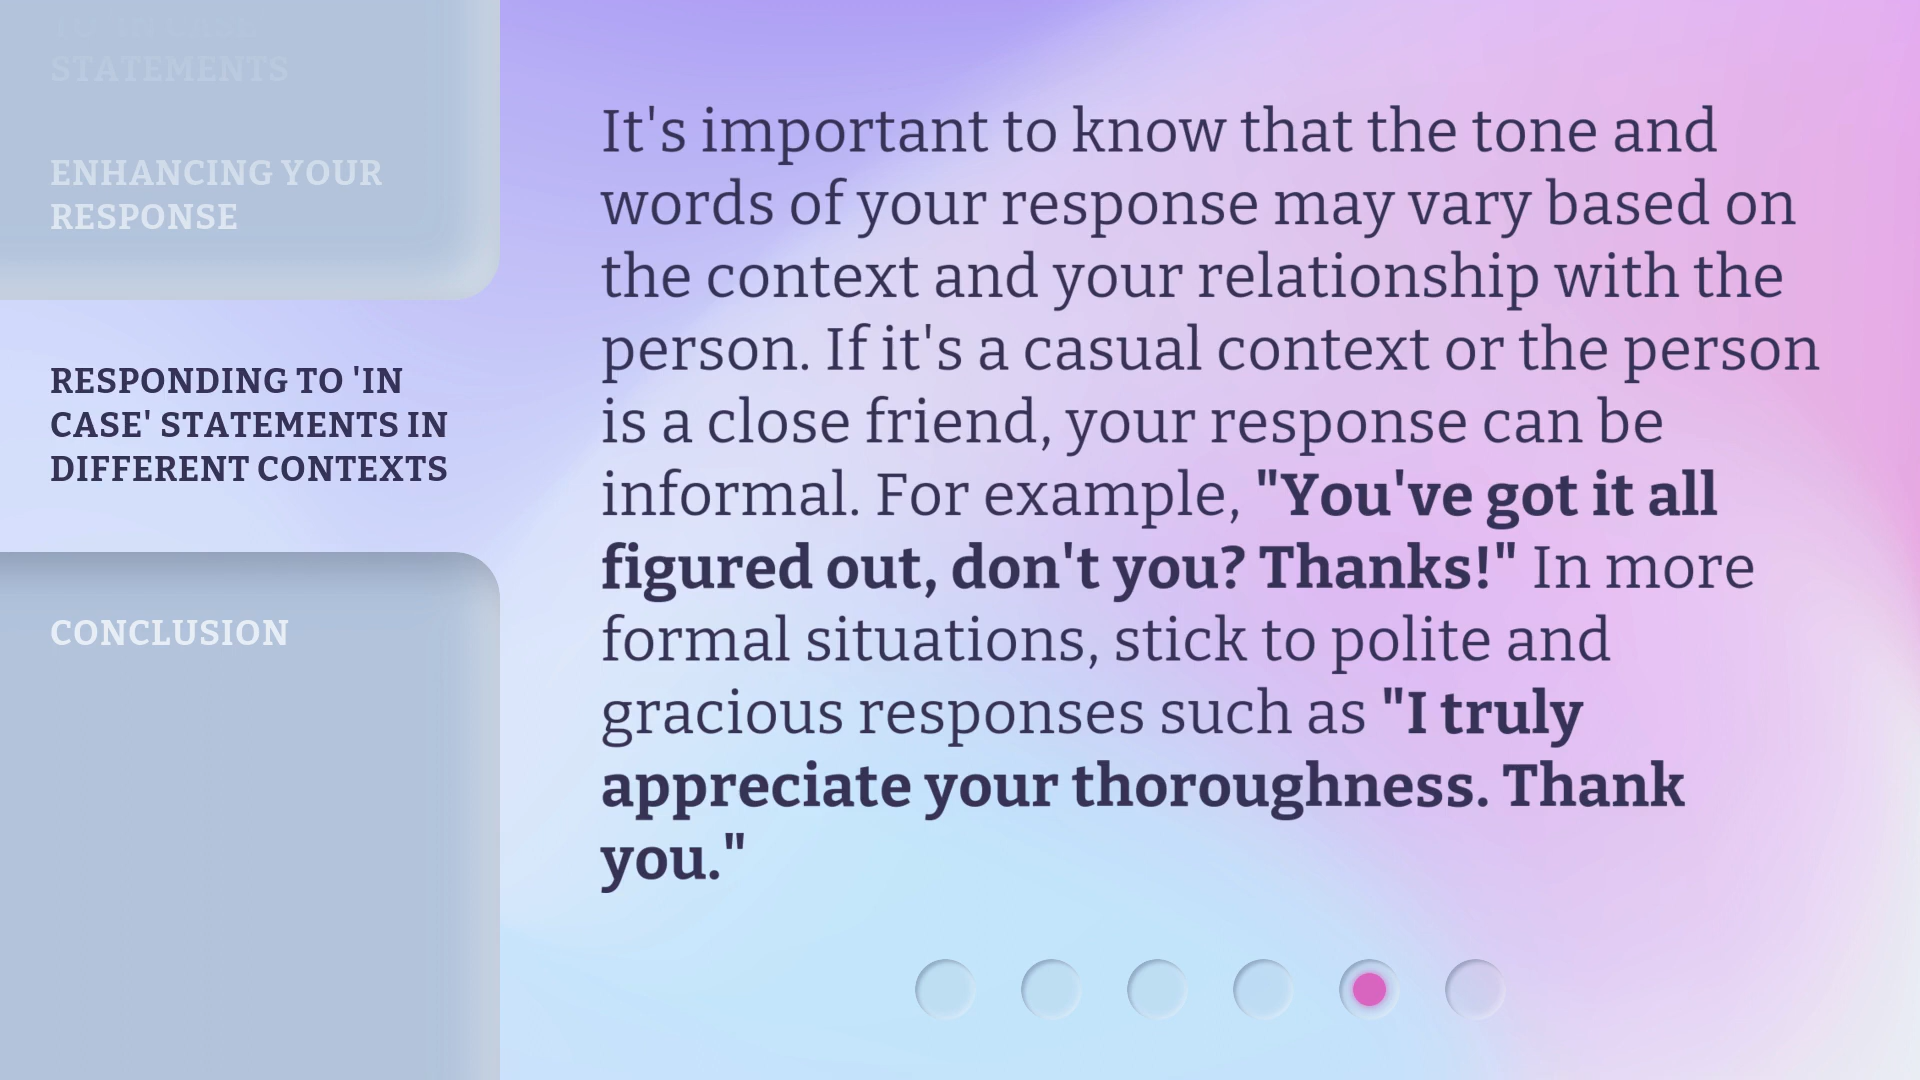 TO 'IN CASE
STATEMENTS
ENHANCING YOUR
RESPONSE
RESPONDING TO 'IN
CASE' STATEMENTS IN
DIFFERENT CONTEXTS
CONCLUSION
It's important to know that the tone and
words of your response may vary based on
the context and your relationship with the
person. If it's a casual context or the person
is a close friend, your response can be
informal. For example, "You've got it all
figured out, don't you? Thanks!" In more
formal situations, stick to polite and
gracious responses such as "I truly
appreciate your thoroughness. Thank
you."